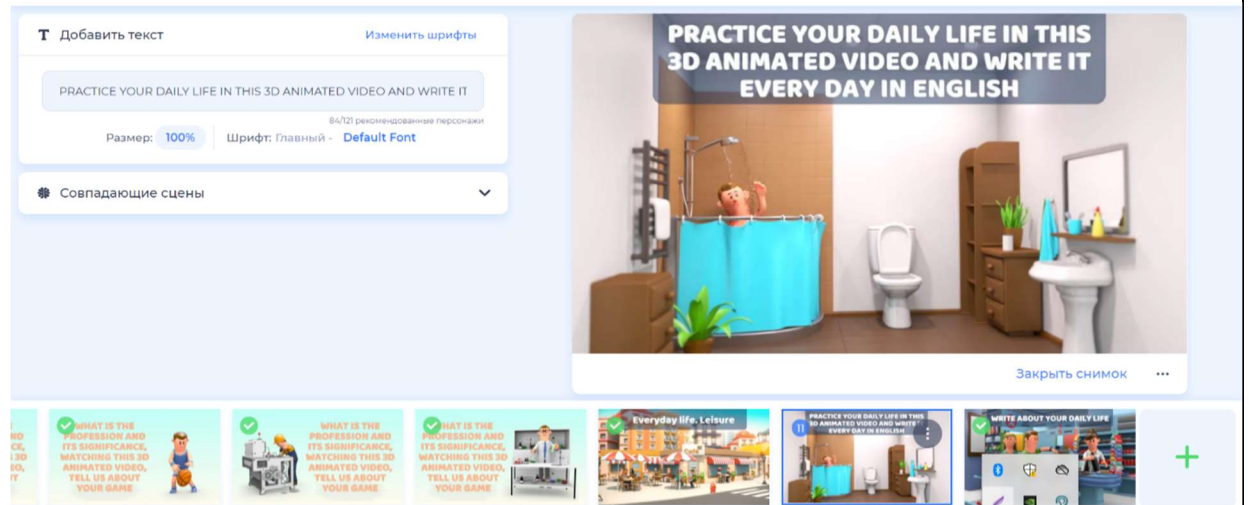 Добавить текст
Изменить шрифты
PRACTICE YOUR DAILY LIFE IN THIS 3D ANIMATED VIDEO AND WRITE IT
84/121 рекомендованные персонажи
Размер: 100%
Шрифт: Главный - Default Font
Совпадающие сцены
PRACTICE YOUR DAILY LIFE IN THIS
3D ANIMATED VIDEO AND WRITE IT
EVERY DAY IN ENGLISH
Закрыть снимок
WHAT IS THE
PROFESSION AND
ITS SIGNIFICANCE,
WATCHING THIS 3D
ANIMATED VIDEO,
TELL US ABOUT
YOUR GAME
WHAT IS THE
PROFESSION AND
ITS SIGNIFICANCE,
WATCHING THIS 3D
ANIMATED VIDEO,
TELL US ABOUT
YOUR GAME
HAT IS THE
PROFESSION AND
ITS SIGNIFICANCE,
WATCHING THIS 3D
ANIMATED VIDEO,
TELL US ABOUT
YOUR GAME
Everyday life. Leisure
11
PRACTICE YOUR DAILY LIFE IN THIS
3D ANIMATED VIDEO AND WRITE IT
EVERY DAY IN ENGLISH
WRITE ABOUT YOUR DAILY LIFE